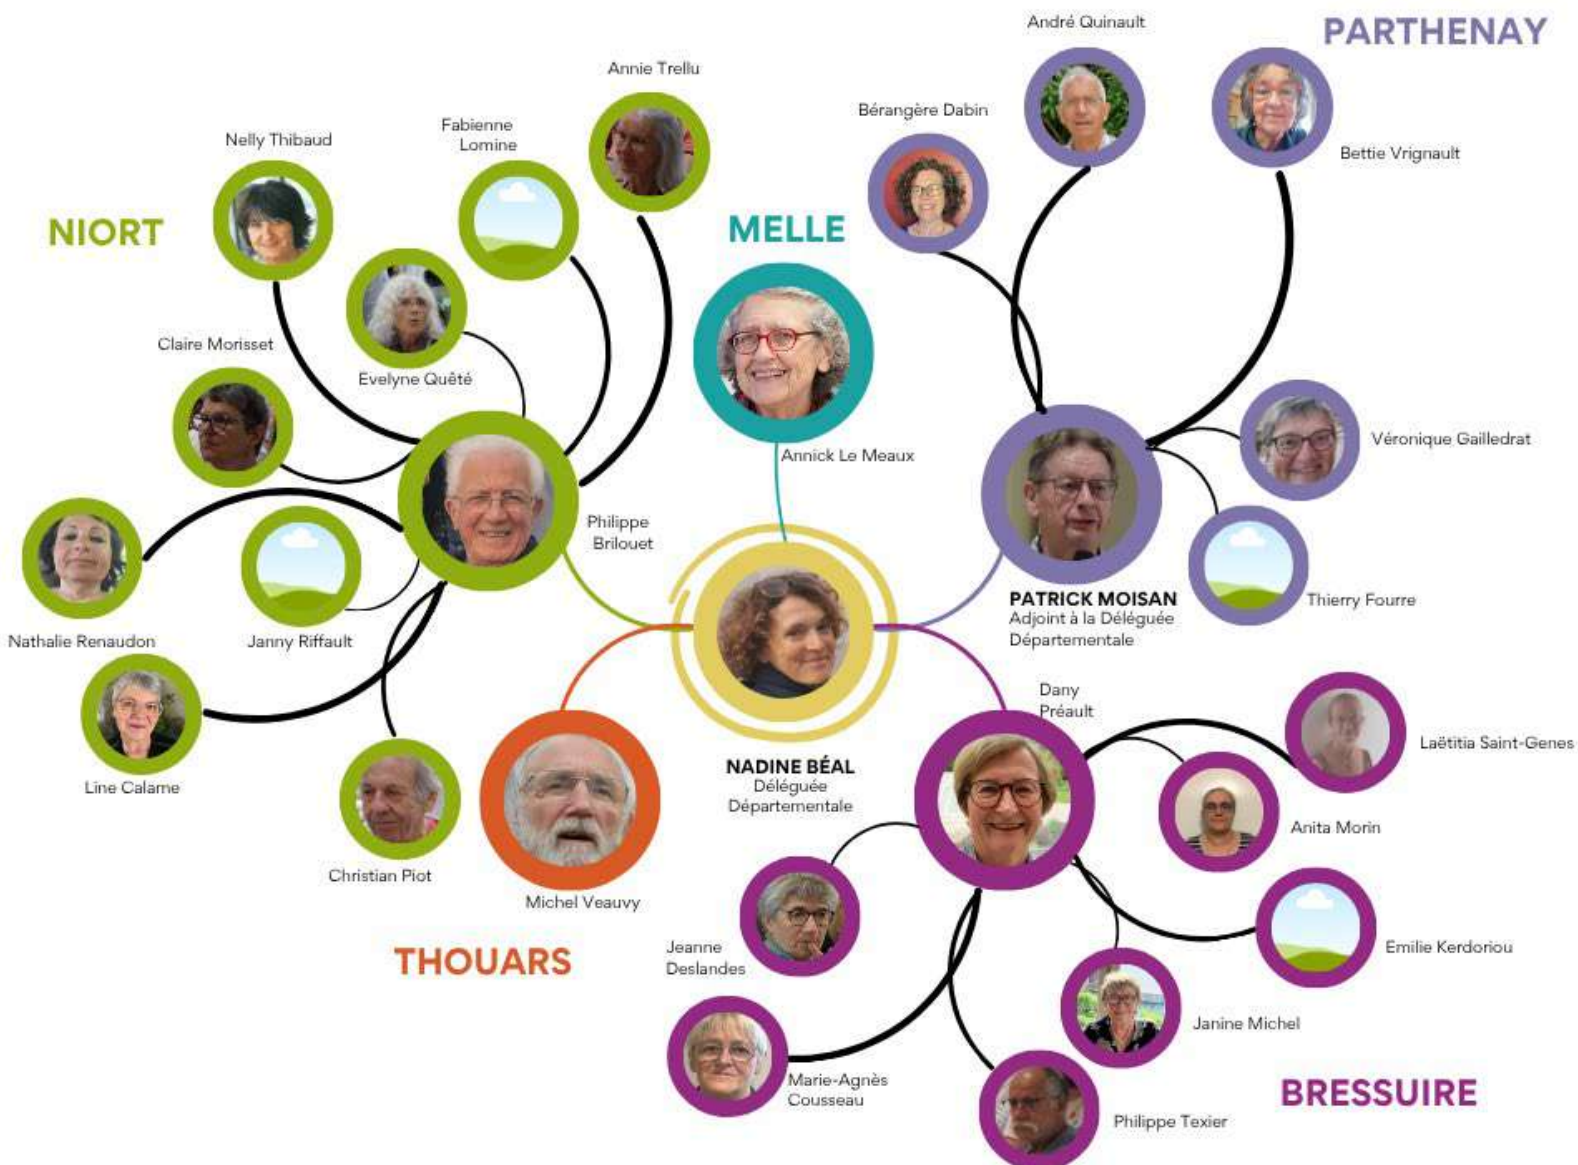 André Quinault
PARTHENAY
Annie Trellu
Bérangère Dabin
Bettie Vrignault
Nelly Thibaud
Fabienne
Lomine
NIORT
MELLE
Claire Morisset
Evelyne Quêté
Annick Le Meaux
Véronique Gailledrat
Philippe
Brilouet
PATRICK MOISAN
Adjoint à la Déléguée
Départementale
Thierry Fourre
Nathalie Renaudon
Janny Riffault
Dany
Préault
Laëtitia Saint-Genes
NADINE BÉAL
Déléguée
Départementale
Line Calame
Anita Morin
Christian Piot
Michel Veauvy
THOUARS
Jeanne
Deslandes
Emilie Kerdoriou
Janine Michel
Marie-Agnès
Cousseau
BRESSUIRE
Philippe Texier